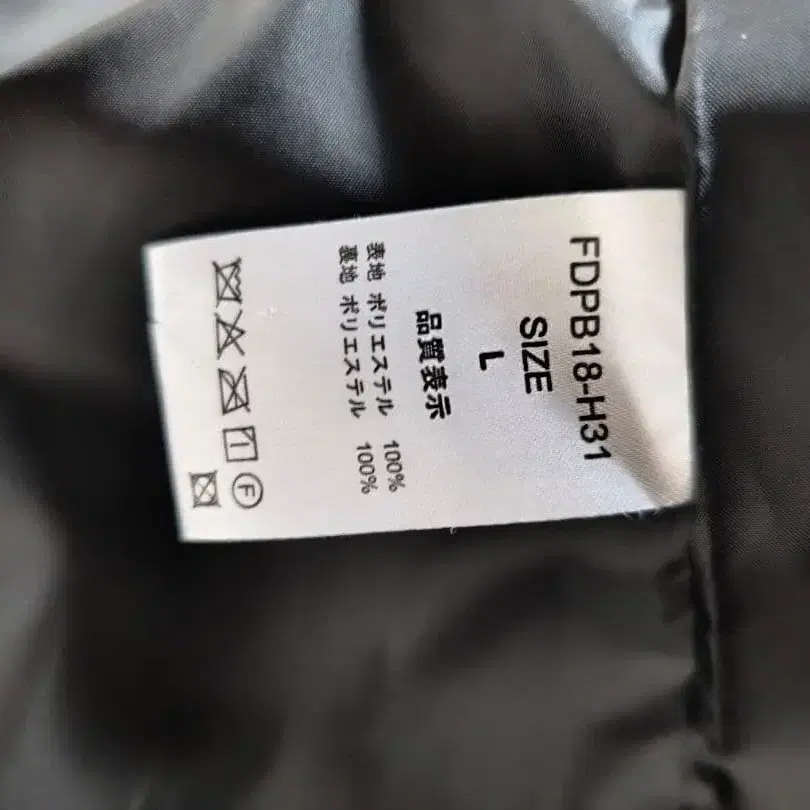 FDPB18-H31
SIZE
L
品質表示
表地 ポリエステル 100%
裏地 ポリエステル 100%
F